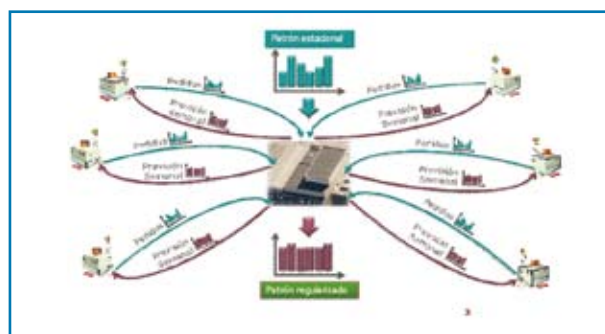 Patrón estacional
Pedidos
Pedidos
Previsión
Semanal
Previsión
Semanal
Pedidos
Pedidos
Previsión
Semanal
Previsión
Semanal
Pedidos
Pedidos
Previsión
Semanal
Previsión
Semanal
Patrón regularizado
3